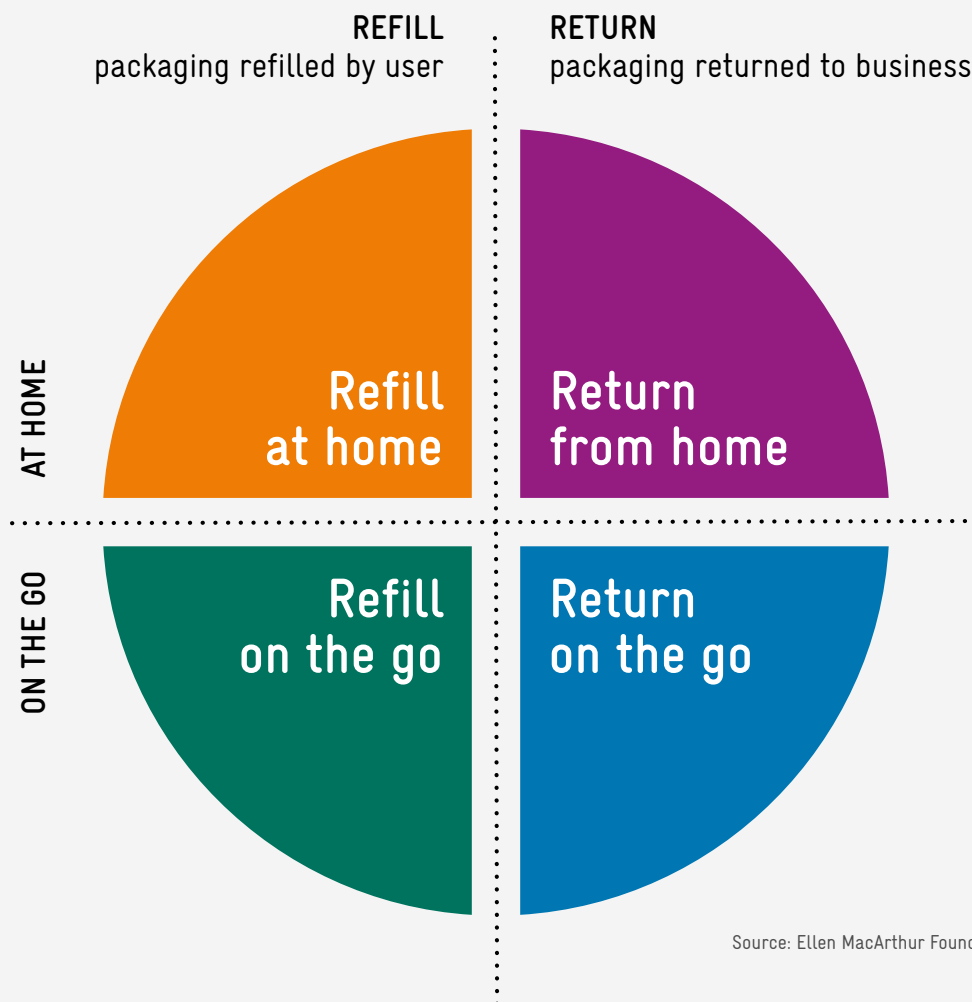 REFILL
packaging refilled by user
RETURN
packaging returned to business
AT HOME
Refill
at home
Return
from home
ON THE GO
Refill
on the go
Return
on the go
Source: Ellen MacArthur